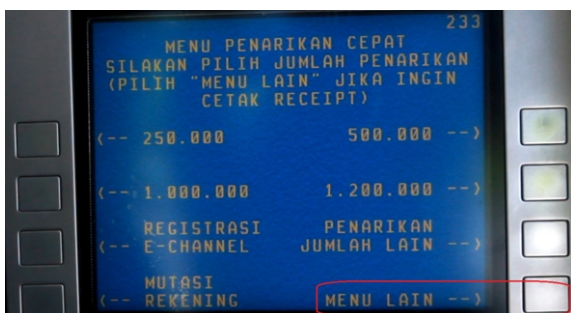 233
MENU PENARIKAN CEPAT
SILAKAN PILIH JUMLAH PENARIKAN
(PILIH "MENU LAIN" JIKA INGIN
CETAK RECEIPT)
<-- 250.000 500.000 -->
<-- 1.000.000 1.200.000 -->
REGISTRASI PENARIKAN
<-- E-CHANNEL JUMLAH LAIN -->
MUTASI
<-- REKENING MENU LAIN -->